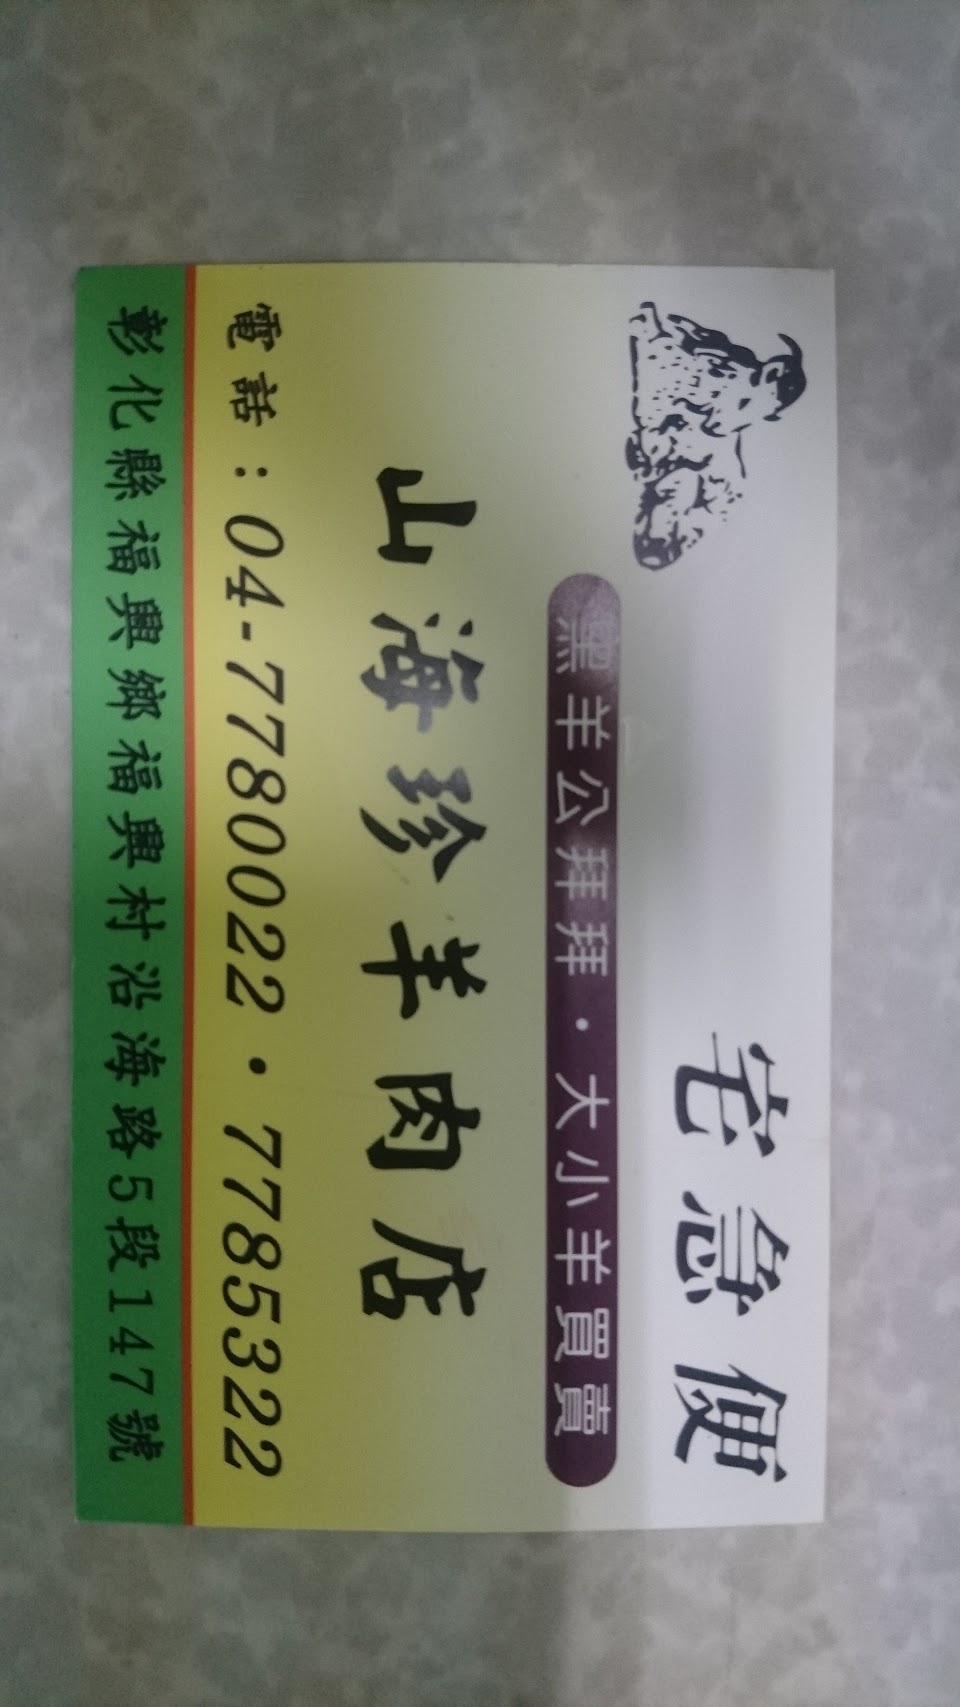 宅急便
黑羊公拜拜·大小羊買賣
山海珍羊肉店
電話:04-7780022·7785322
彰化縣福興鄉福興村沿海路5段147號